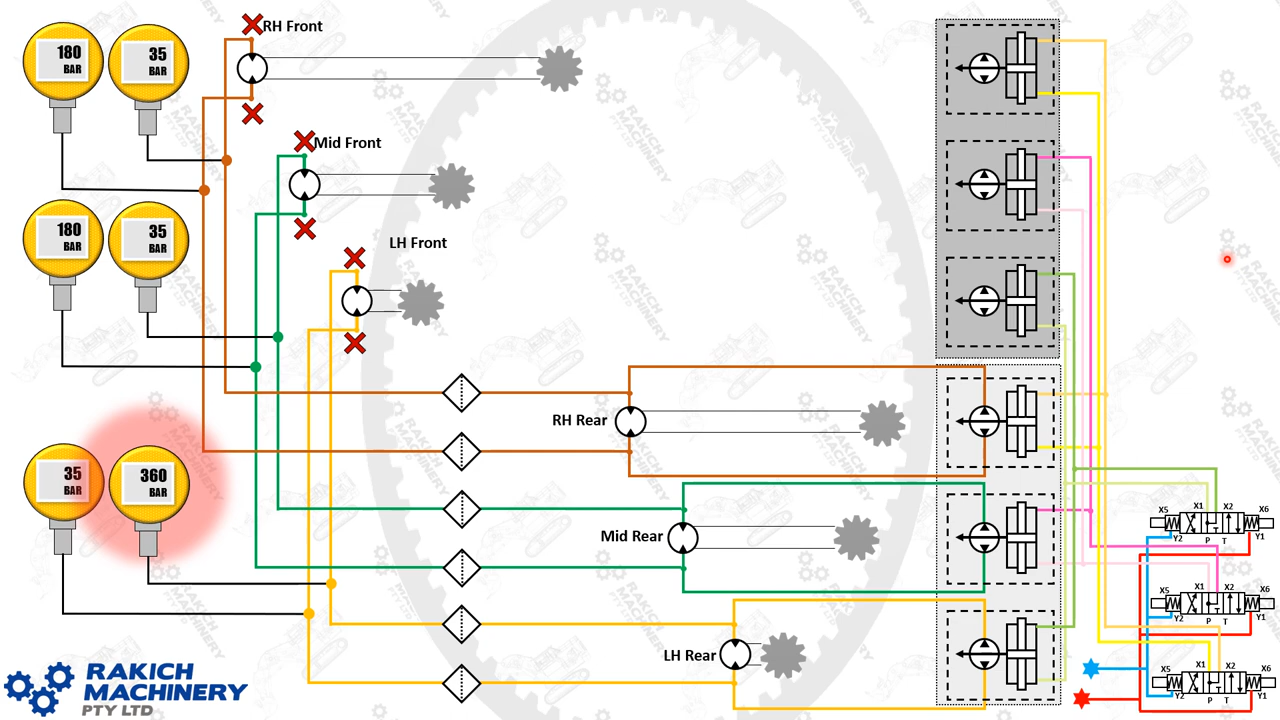 RH Front
180
BAR
35
BAR
Mid Front
180
BAR
35
BAR
LH Front
RH Rear
35
BAR
360
BAR
Mid Rear
LH Rear
X5 X1 X2 X6
Y2 P T Y1
X5 X1 X2 X6
Y2 P T Y1
X5 X1 X2 X6
Y2 P T Y1
RAKICH
MACHINERY
PTY LTD